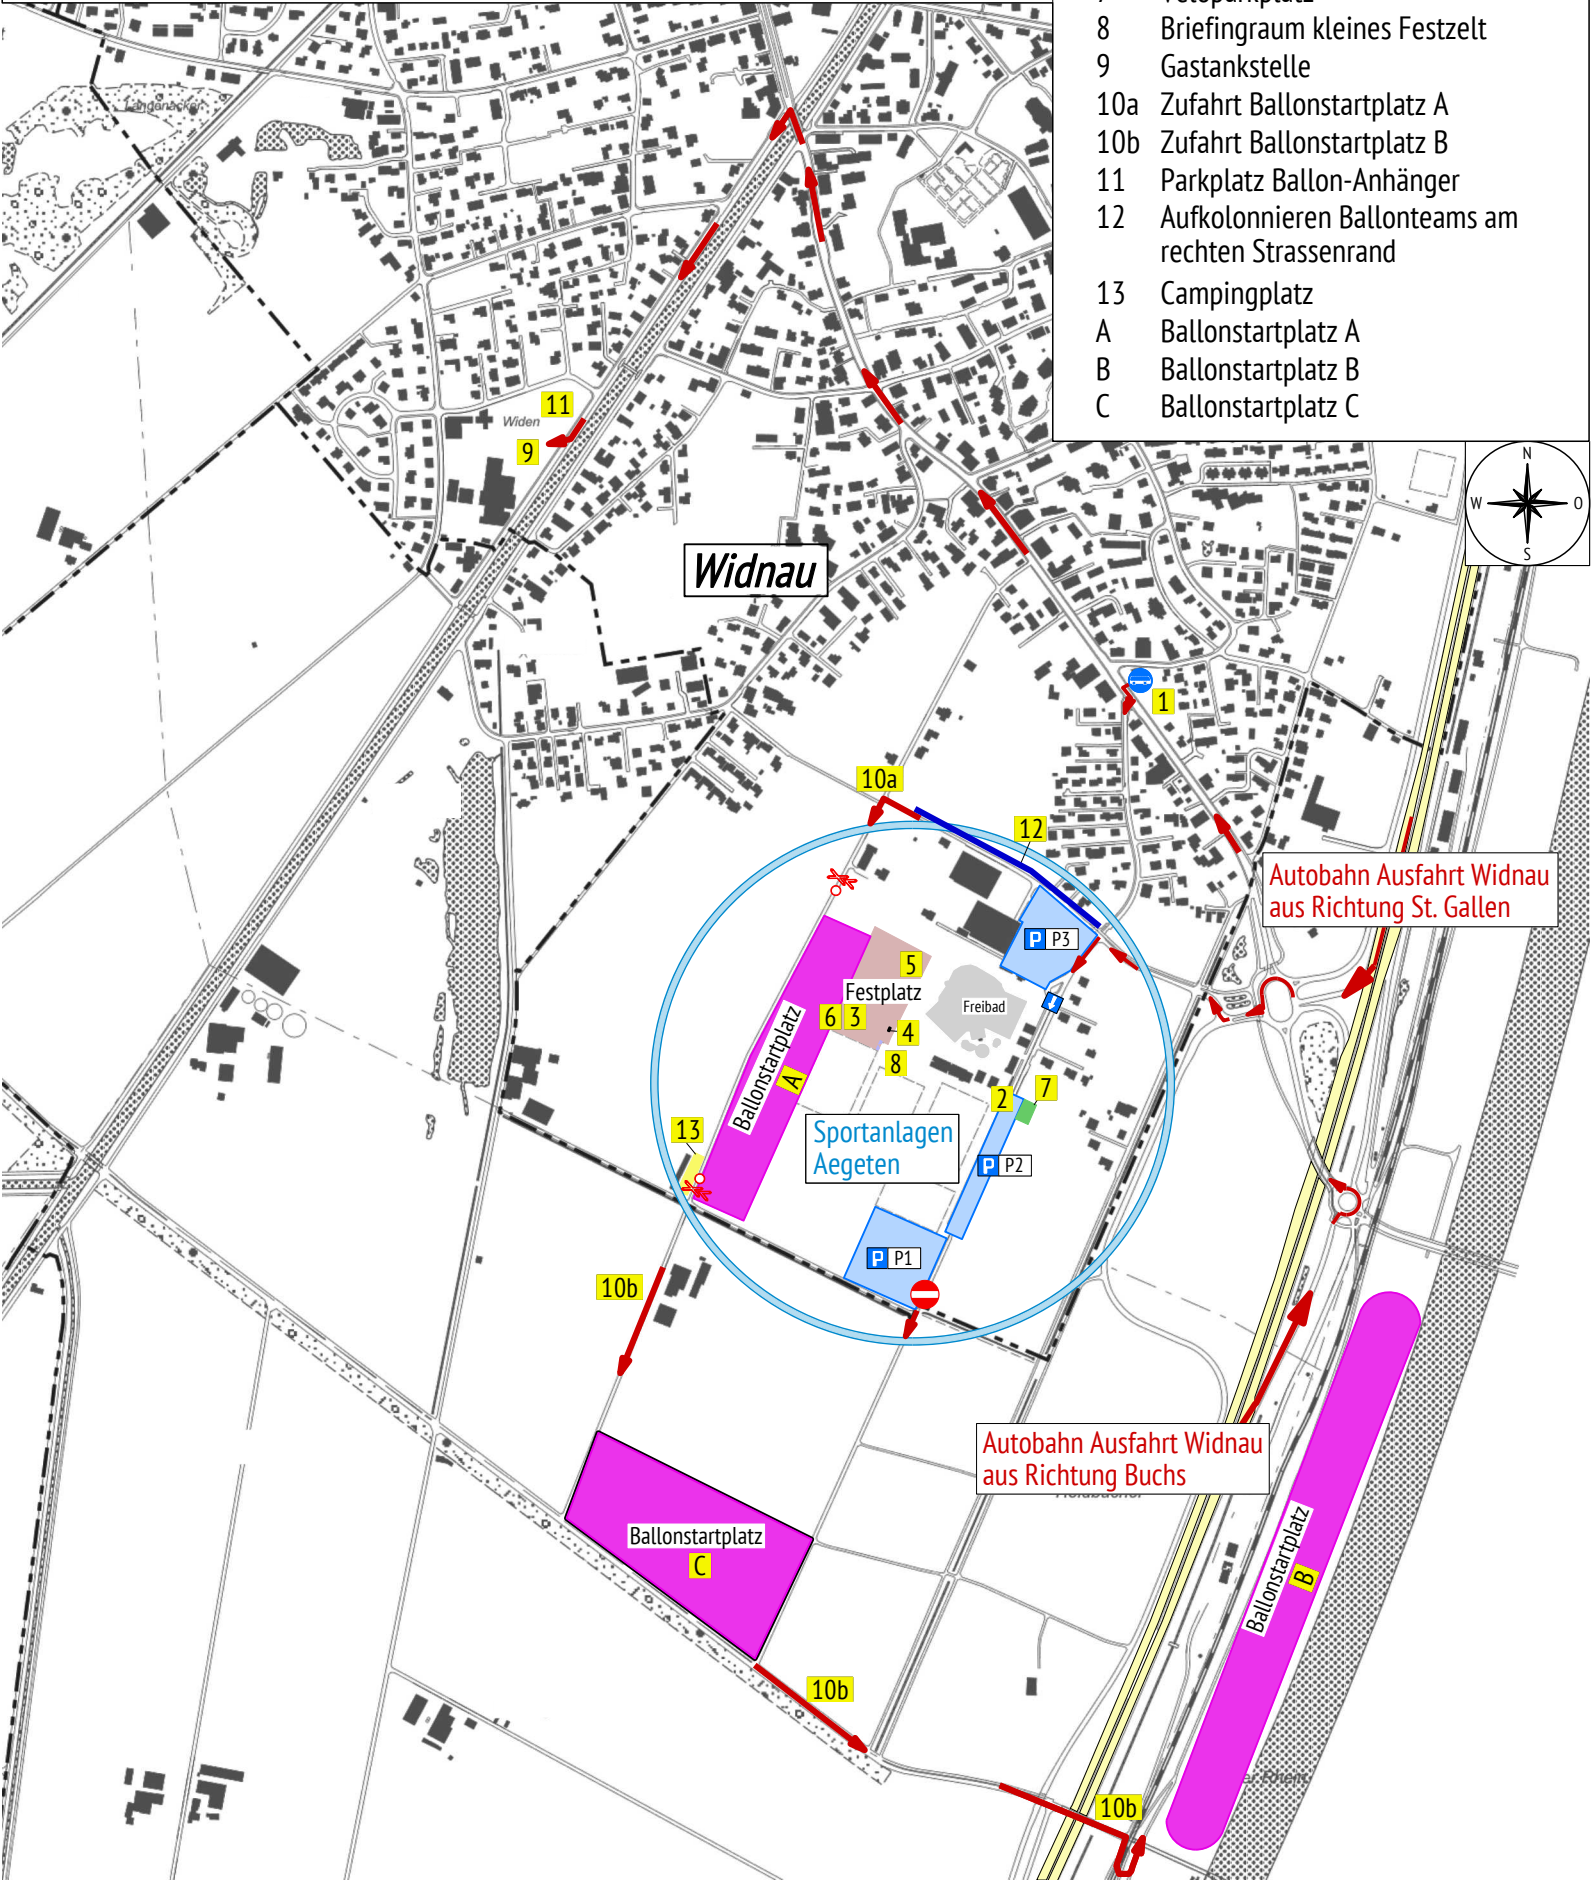 8 Briefingraum kleines Festzelt
9 Gastankstelle
10a Zufahrt Ballonstartplatz A
10b Zufahrt Ballonstartplatz B
11 Parkplatz Ballon-Anhänger
12 Aufkolonnieren Ballonteams am
rechten Strassenrand
13 Campingplatz
A Ballonstartplatz A
B Ballonstartplatz B
C Ballonstartplatz C
Langenacker
11
Widen
9
N
W O
S
Widnau
1
10a
12
Autobahn Ausfahrt Widnau
aus Richtung St. Gallen
P P3
5
Festplatz
Freibad
6 3
4
8
Ballonstartplatz
A
2
7
13
Sportanlagen
Aegeten
P P2
P P1
10b
Autobahn Ausfahrt Widnau
aus Richtung Buchs
Ballonstartplatz
C
Ballonstartplatz
B
10b
10b